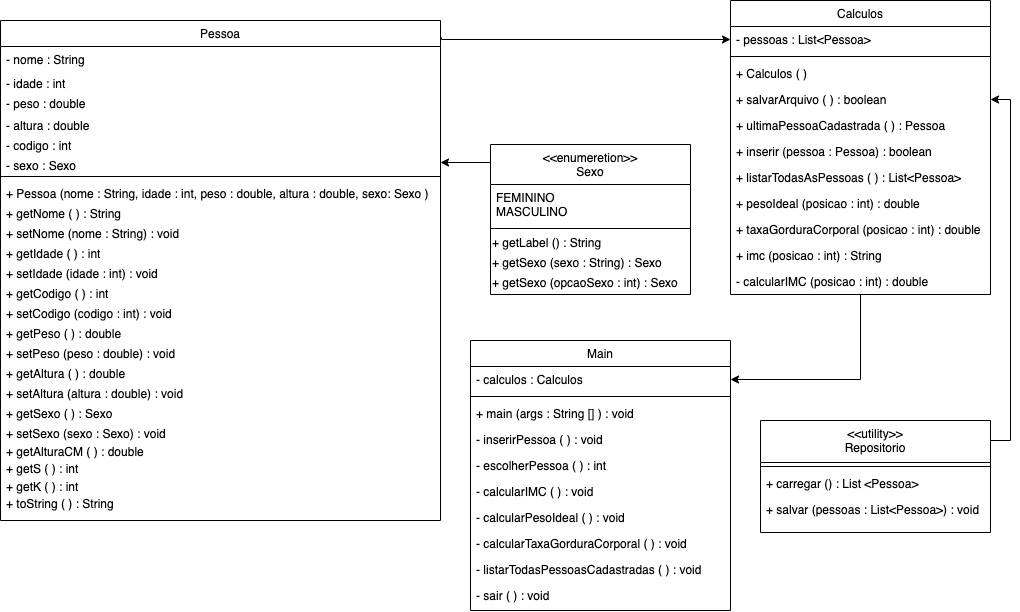 Pessoa
- nome : String
- idade : int
- peso : double
- altura : double
- codigo : int
- sexo : Sexo
+ Pessoa (nome : String, idade : int, peso : double, altura : double, sexo: Sexo )
+ getNome ( ) : String
+ setNome (nome : String) : void
+ getIdade ( ) : int
+ setIdade (idade : int) : void
+ getCodigo ( ) : int
+ setCodigo (codigo : int) : void
+ getPeso ( ) : double
+ setPeso (peso : double) : void
+ getAltura ( ) : double
+ setAltura (altura : double) : void
+ getSexo ( ) : Sexo
+ setSexo (sexo : Sexo) : void
+ getAlturaCM ( ) : double
+ getS ( ) : int
+ getK ( ) : int
+ toString ( ) : String
<<enumeretion>>
Sexo
FEMININO
MASCULINO
+ getLabel () : String
+ getSexo (sexo : String) : Sexo
+ getSexo (opcaoSexo : int) : Sexo
Calculos
- pessoas : List<Pessoa>
+ Calculos ( )
+ salvarArquivo ( ) : boolean
+ ultimaPessoaCadastrada ( ) : Pessoa
+ inserir (pessoa : Pessoa) : boolean
+ listarTodasAsPessoas ( ) : List<Pessoa>
+ pesoIdeal (posicao : int) : double
+ taxaGorduraCorporal (posicao : int) : double
+ imc (posicao : int) : String
- calcularIMC (posicao : int) : double
Main
- calculos : Calculos
+ main (args : String [] ) : void
- inserirPessoa ( ) : void
- escolherPessoa ( ) : int
- calcularIMC ( ) : void
- calcularPesoIdeal ( ) : void
- calcularTaxaGorduraCorporal ( ) : void
- listarTodasPessoasCadastradas ( ) : void
- sair ( ) : void
<<utility>>
Repositorio
+ carregar () : List <Pessoa>
+ salvar (pessoas : List<Pessoa>) : void